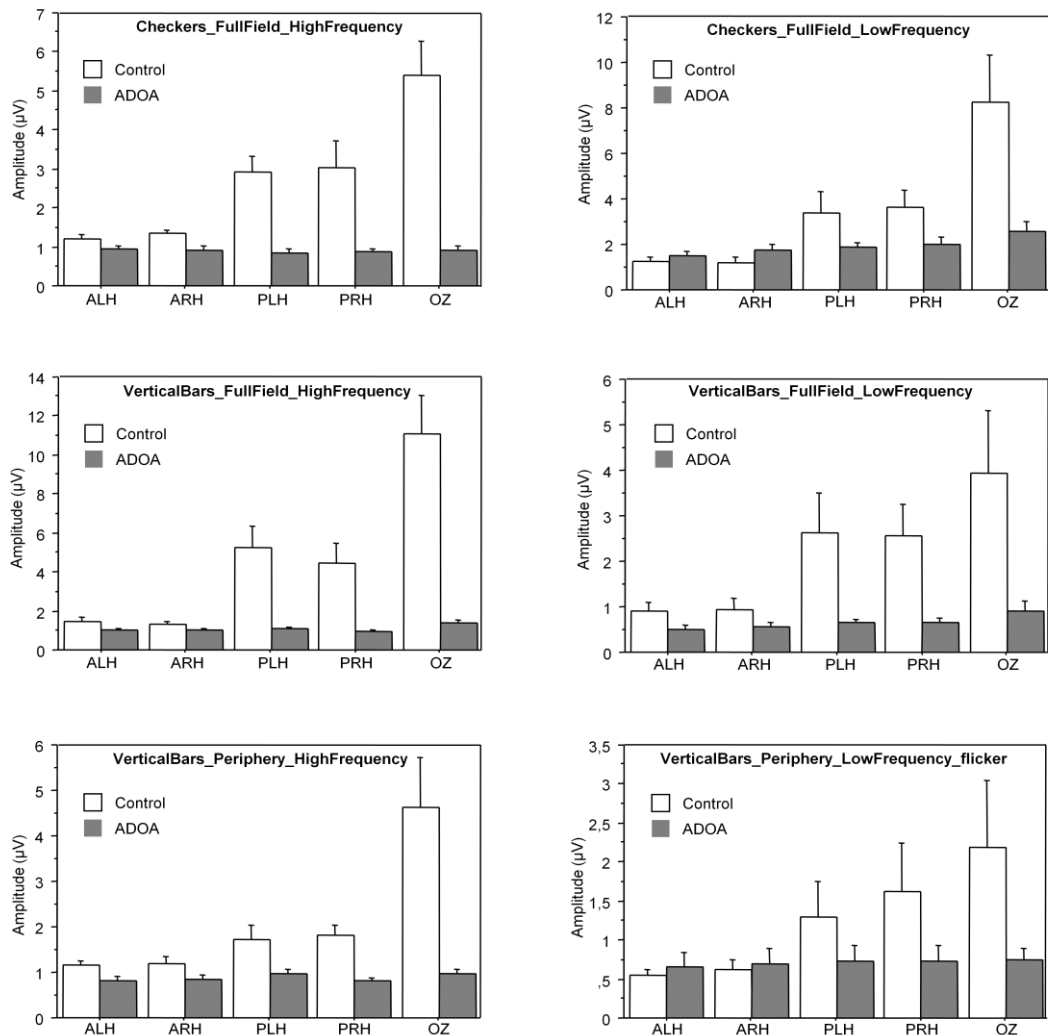 Checkers_FullField_HighFrequency
Control
ADOA
Amplitude (µV)
7
6
5
4
3
2
1
0
ALH ARH PLH PRH OZ
Checkers_FullField_LowFrequency
Control
ADOA
Amplitude (µV)
12
10
8
6
4
2
0
ALH ARH PLH PRH OZ
VerticalBars_FullField_HighFrequency
Control
ADOA
Amplitude (µV)
14
12
10
8
6
4
2
0
ALH ARH PLH PRH OZ
VerticalBars_FullField_LowFrequency
Control
ADOA
Amplitude (µV)
6
5
4
3
2
1
0
ALH ARH PLH PRH OZ
VerticalBars_Periphery_HighFrequency
Control
ADOA
Amplitude (µV)
6
5
4
3
2
1
0
ALH ARH PLH PRH OZ
VerticalBars_Periphery_LowFrequency_flicker
Control
ADOA
Amplitude (µV)
3,5
3
2,5
2
1,5
1
,5
0
ALH ARH PLH PRH OZ